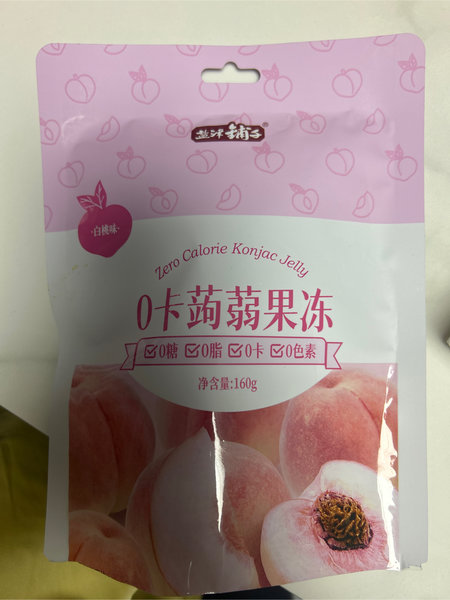 盐津铺子®
·白桃味·
Zero Calorie Konjac Jelly
0卡蒟蒻果冻
0糖 0脂 0卡 0色素
净含量:160g